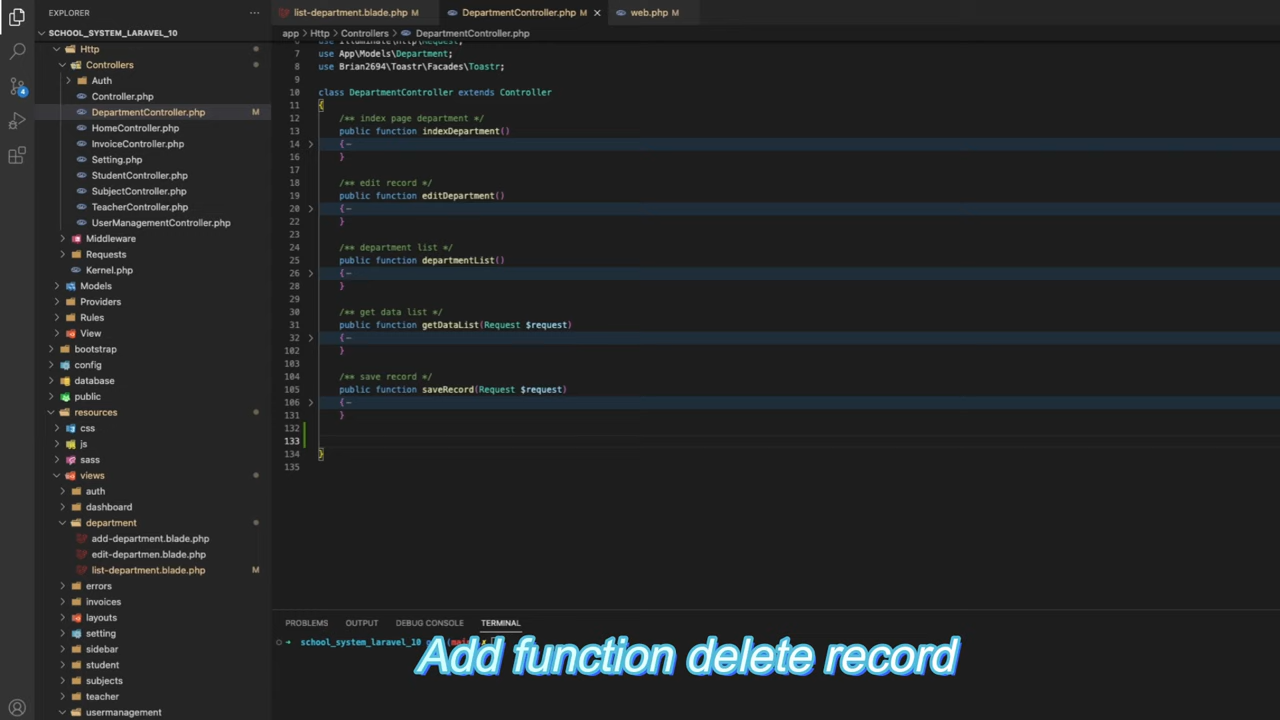 EXPLORER
SCHOOL_SYSTEM_LARAVEL_10
Http
Controllers
Auth
Controller.php
DepartmentController.php M
HomeController.php
InvoiceController.php
Setting.php
StudentController.php
SubjectController.php
TeacherController.php
UserManagementController.php
Middleware
Requests
Kernel.php
Models
Providers
Rules
View
bootstrap
config
database
public
resources
css
js
sass
views
auth
dashboard
department
add-department.blade.php
edit-departmen.blade.php
list-department.blade.php M
errors
invoices
layouts
setting
sidebar
student
subjects
teacher
usermanagement
4
list-department.blade.php M DepartmentController.php M web.php M
app > Http > Controllers > DepartmentController.php
6 use Illuminate\Http\Request;
7 use App\Models\Department;
8 use Brian2694\Toastr\Facades\Toastr;
9
10 class DepartmentController extends Controller
11 {
12 /** index page department */
13 public function indexDepartment()
14 {
16 }
17
18 /** edit record */
19 public function editDepartment()
20 {
22 }
23
24 /** department list */
25 public function departmentList()
26 {
28 }
29
30 /** get data list */
31 public function getDataList(Request $request)
32 {
102 }
103
104 /** save record */
105 public function saveRecord(Request $request)
106 {
131 }
132
133
134 }
135
PROBLEMS OUTPUT DEBUG CONSOLE TERMINAL
school_system_laravel_10
Add function delete record